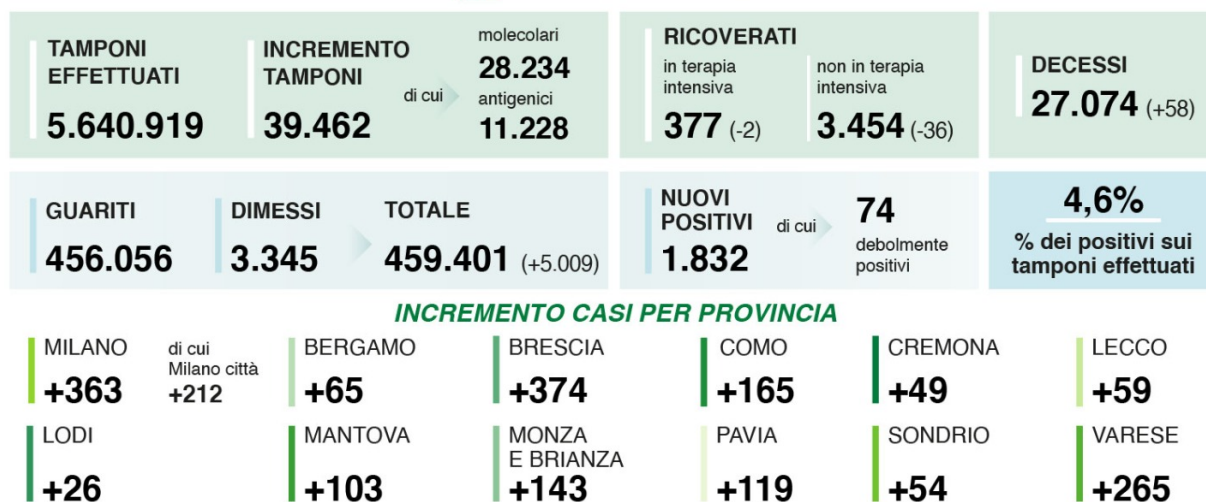 TAMPONI
EFFETTUATI
5.640.919
INCREMENTO
TAMPONI
39.462
di cui
molecolari
28.234
antigenici
11.228
RICOVERATI
in terapia
intensiva
377 (-2)
non in terapia
intensiva
3.454 (-36)
DECESSI
27.074 (+58)
GUARITI
456.056
DIMESSI
3.345
TOTALE
459.401 (+5.009)
NUOVI
POSITIVI
1.832
di cui
74
debolmente
positivi
4,6%
% dei positivi sui
tamponi effettuati
INCREMENTO CASI PER PROVINCIA
MILANO
+363
di cui
Milano città
+212
BERGAMO
+65
BRESCIA
+374
COMO
+165
CREMONA
+49
LECCO
+59
LODI
+26
MANTOVA
+103
MONZA
E BRIANZA
+143
PAVIA
+119
SONDRIO
+54
VARESE
+265